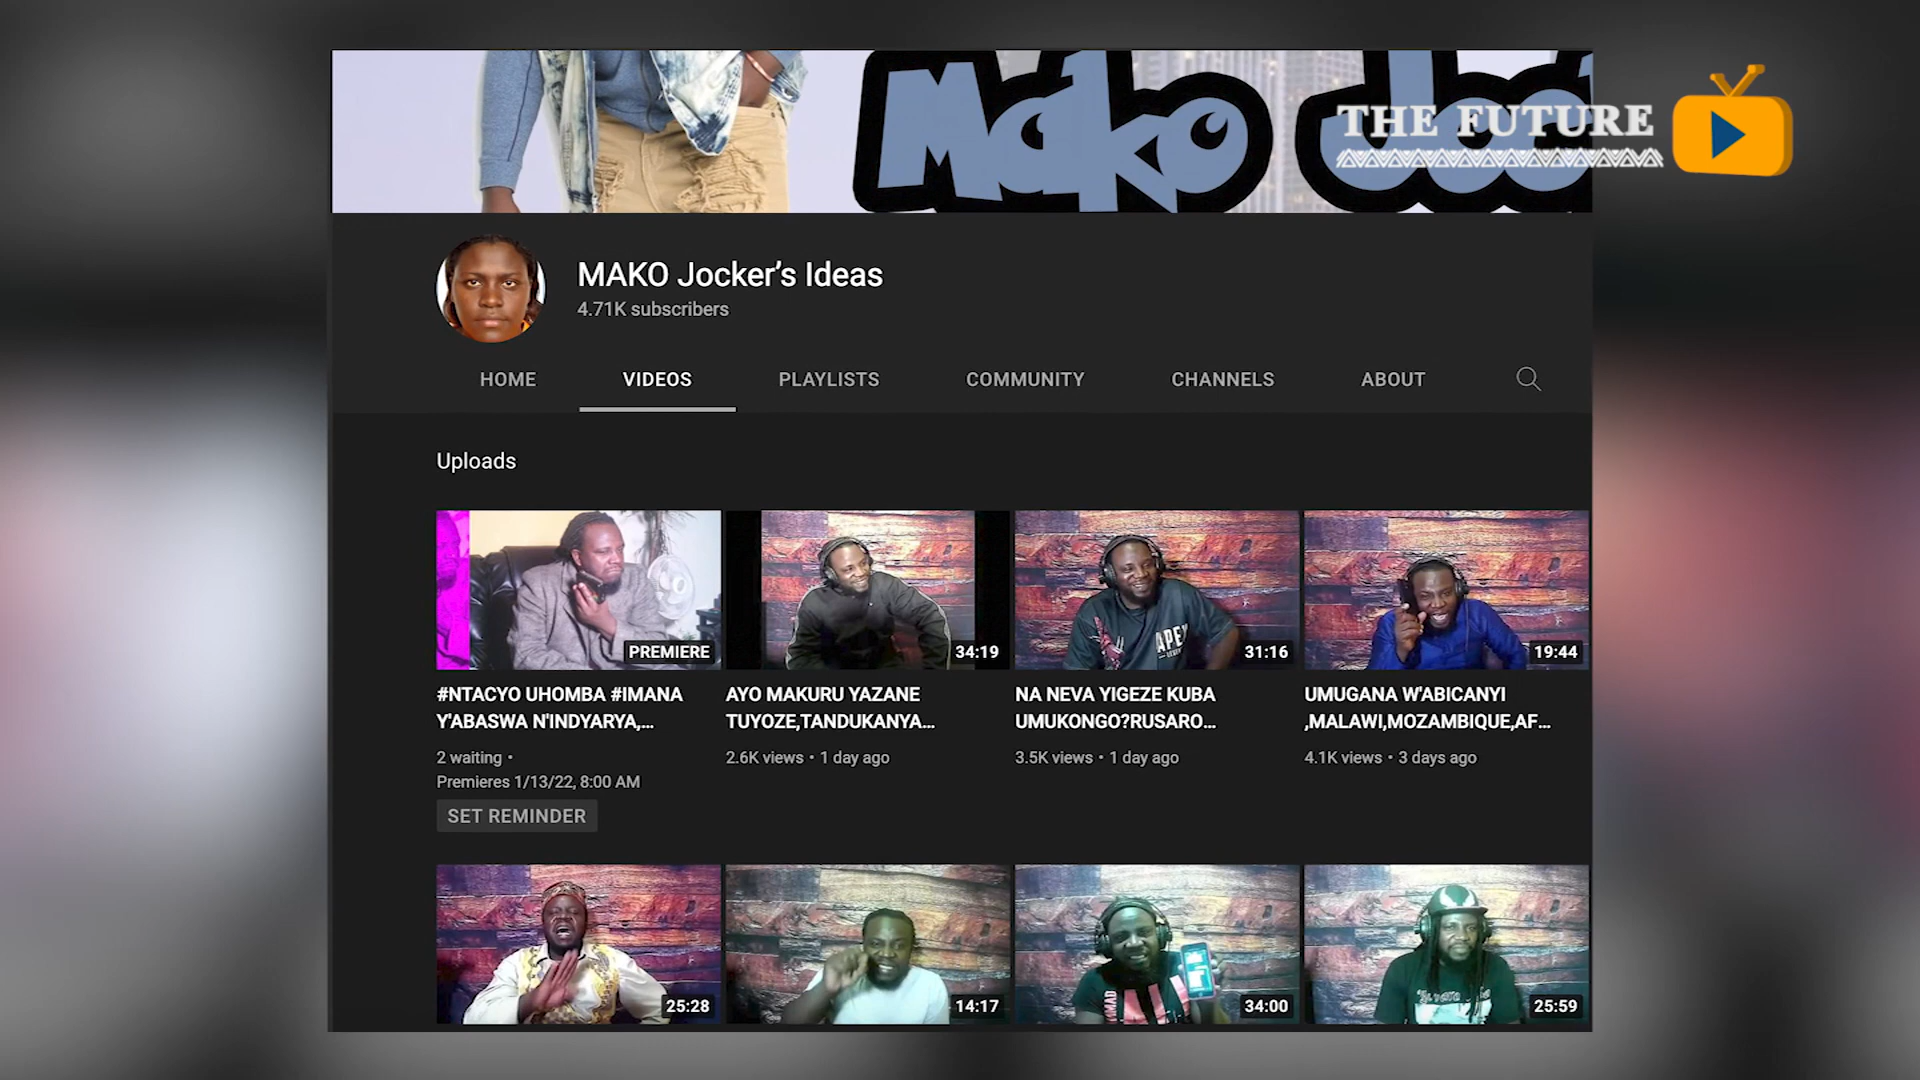 Mako
THE FUTURE
MAKO Jocker's Ideas
4.71K subscribers
HOME VIDEOS PLAYLISTS COMMUNITY CHANNELS ABOUT
Uploads
PREMIERE 34:19 31:16 19:44
#NTACYO UHOMBA #IMANA
Y'ABASWA N'INDYARYA,...
2 waiting •
Premieres 1/13/22, 8:00 AM
SET REMINDER
AYO MAKURU YAZANE
TUYOZE,TANDUKANYA...
2.6K views • 1 day ago
APEX
NA NEVA YIGEZE KUBA
UMUKONGO?RUSARO...
3.5K views • 1 day ago
UMUGANA W'ABICANYI
,MALAWI,MOZAMBIQUE,AF...
4.1K views • 3 days ago
25:28 14:17 34:00 25:59